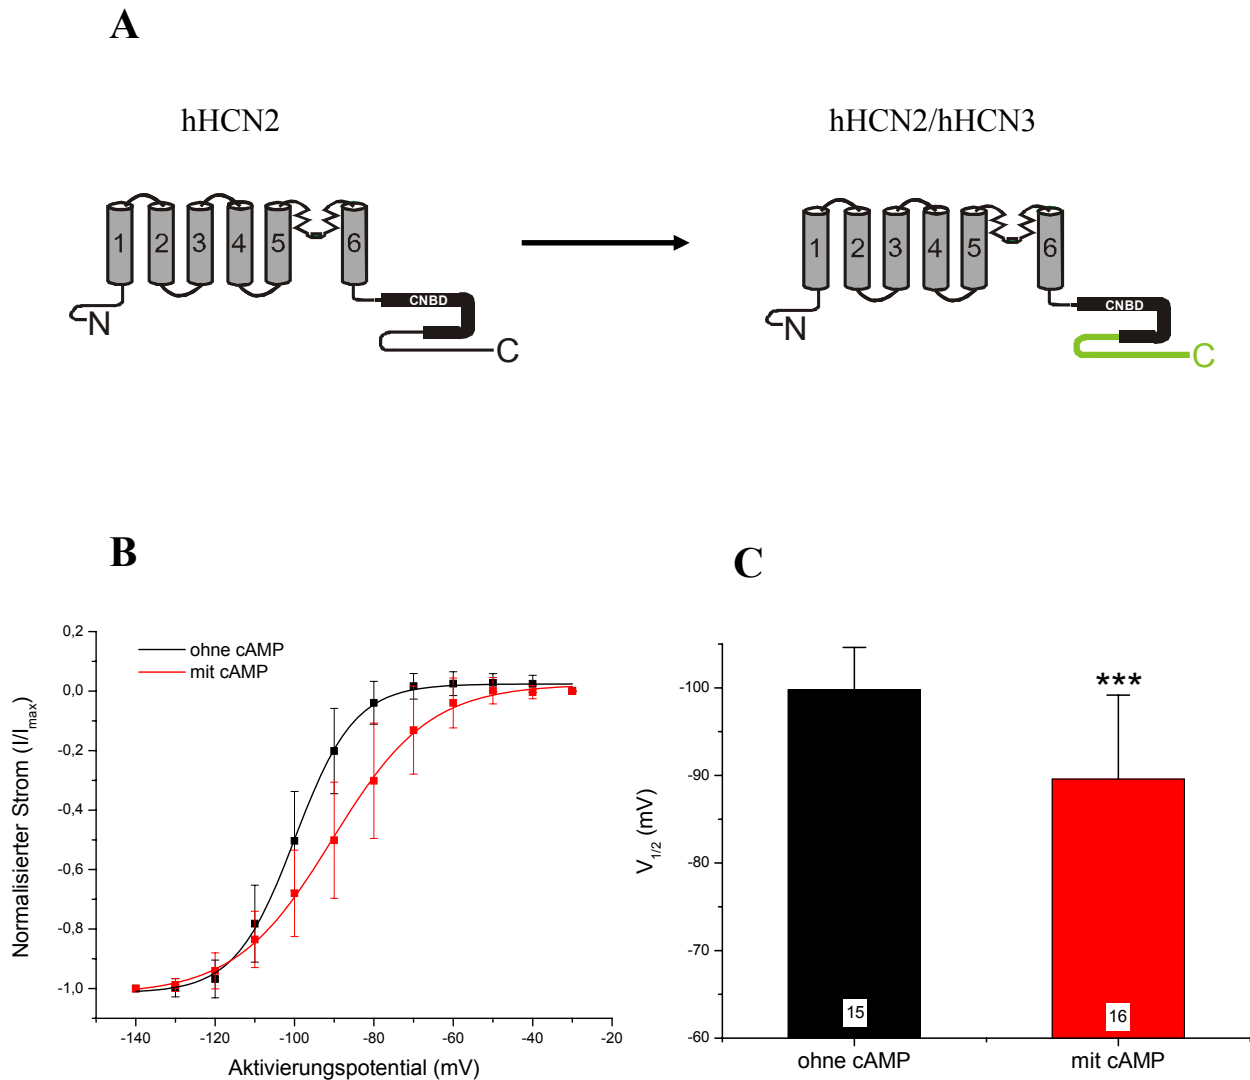 A
hHCN2
hHCN2/hHCN3
1 2 3 4 5 6
N
CNBD
C
1 2 3 4 5 6
N
CNBD
C
B
C
ohne cAMP
mit cAMP
0,2
0,0
-0,2
-0,4
-0,6
-0,8
-1,0
Normalisierter Strom (I/Imax)
-140 -120 -100 -80 -60 -40 -20
Aktivierungspotential (mV)
-100
-90
-80
-70
-60
V1/2 (mV)
***
15
16
ohne cAMP
mit cAMP